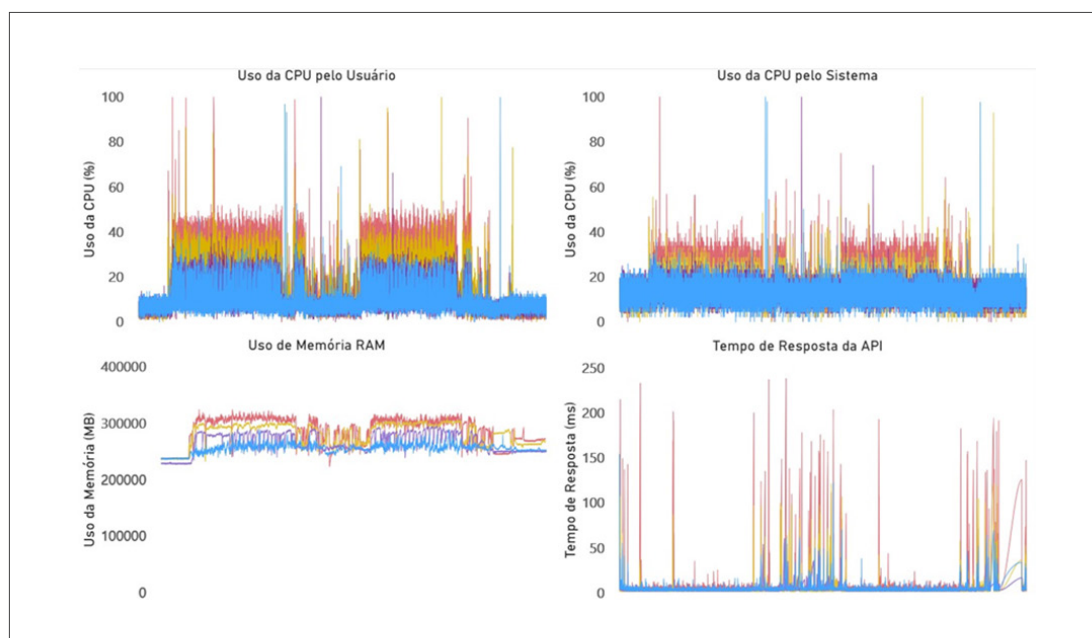 Uso da CPU pelo Usuário
Uso da CPU (%)
100
80
60
40
20
0
Uso da CPU pelo Sistema
Uso da CPU (%)
100
80
60
40
20
0
Uso de Memória RAM
Uso da Memória (MB)
400000
300000
200000
100000
0
Tempo de Resposta da API
Tempo de Resposta (ms)
250
200
150
100
50
0